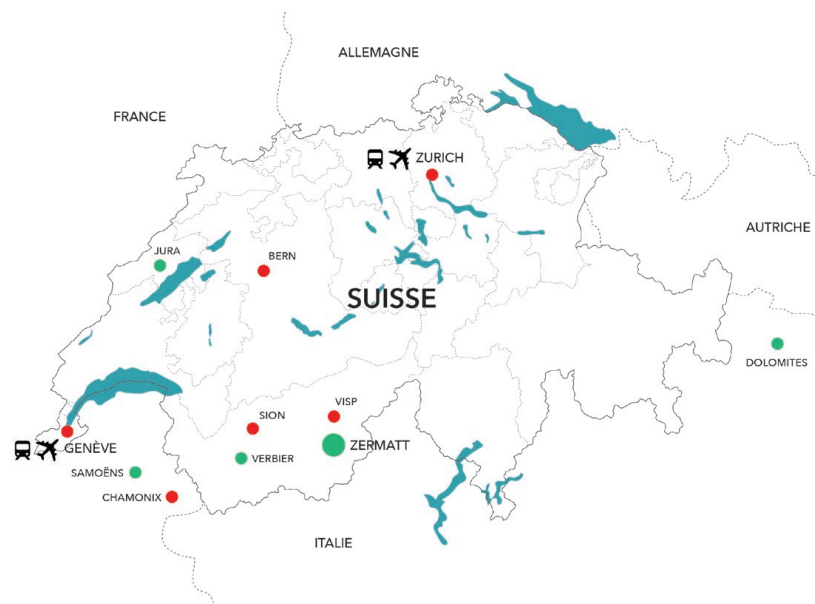 ALLEMAGNE
FRANCE
ZURICH
AUTRICHE
JURA
BERN
SUISSE
DOLOMITES
VISP
SION
GENÈVE
ZERMATT
VERBIER
SAMOËNS
CHAMONIX
ITALIE